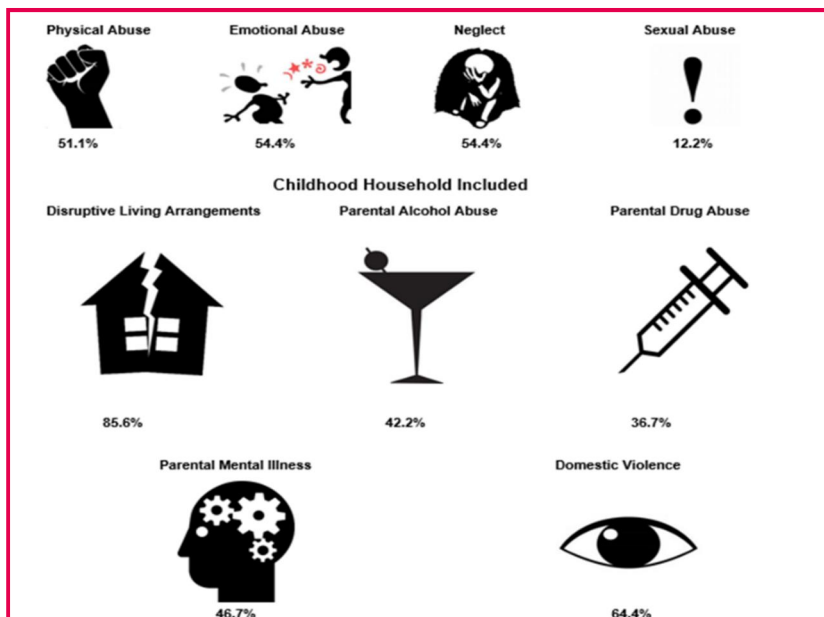 Physical Abuse Emotional Abuse Neglect Sexual Abuse
51.1% 54.4% 54.4% 12.2%
Childhood Household Included
Disruptive Living Arrangements Parental Alcohol Abuse Parental Drug Abuse
85.6% 42.2% 36.7%
Parental Mental Illness Domestic Violence
46.7% 64.4%